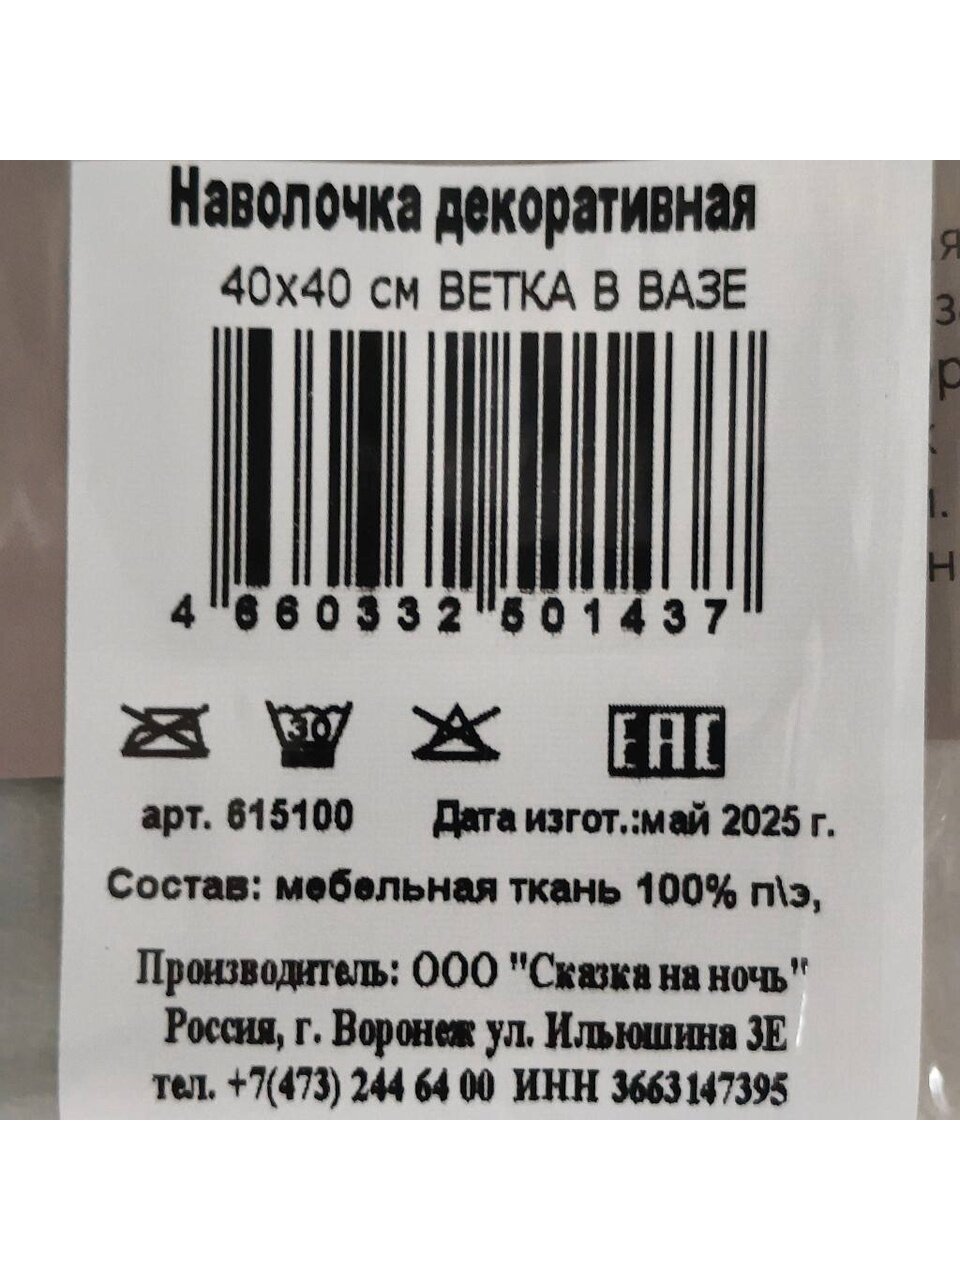 Наволочка декоративная
40x40 см ВЕТКА В ВАЗЕ
4 660332 501437
30 EAC
арт. 615100 Дата изгот.:май 2025 г.
Состав: мебельная ткань 100% п\э,
Производитель: ООО "Сказка на ночь"
Россия, г. Воронеж ул. Ильюшина 3Е
тел. +7(473) 244 64 00 ИНН 3663147395